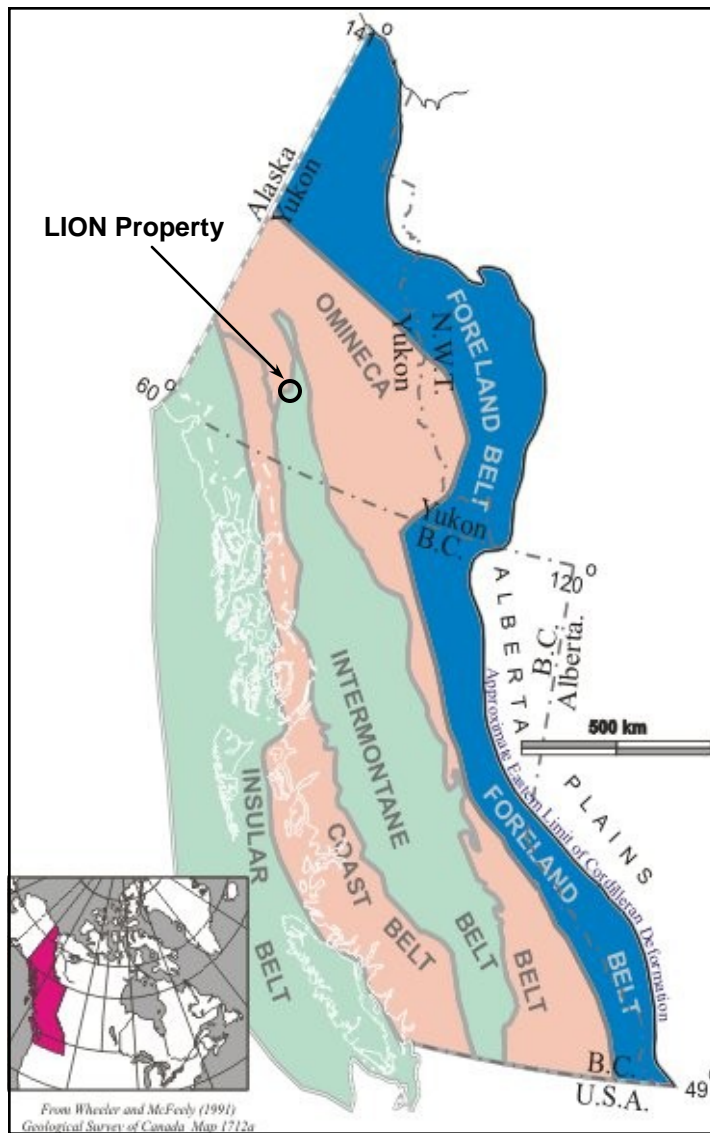 141°
Alaska
Yukon
LION Property
OMINECA
FORELAND BELT
Yukon
N.W.T.
60°
Yukon
B.C.
120°
ALBERTA PLAINS
B.C.
Alberta.
Approximate Eastern Limit of Cordilleran Deformation
500 km
INTERMONTANE BELT
INSULAR BELT
COAST BELT
FORELAND BELT
BELT
B.C.
U.S.A.
49°
From Wheeler and McFeely (1991)
Geological Survey of Canada Map 1712a